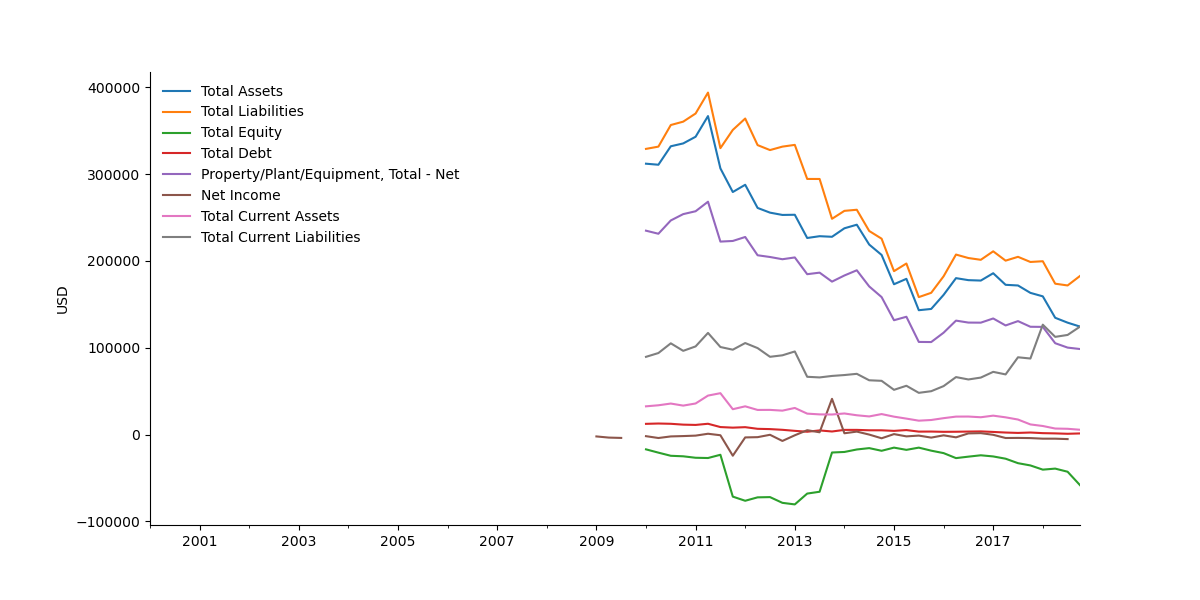 400000
300000
200000
100000
0
−100000
USD
Total Assets
Total Liabilities
Total Equity
Total Debt
Property/Plant/Equipment, Total - Net
Net Income
Total Current Assets
Total Current Liabilities
2001 2003 2005 2007 2009 2011 2013 2015 2017